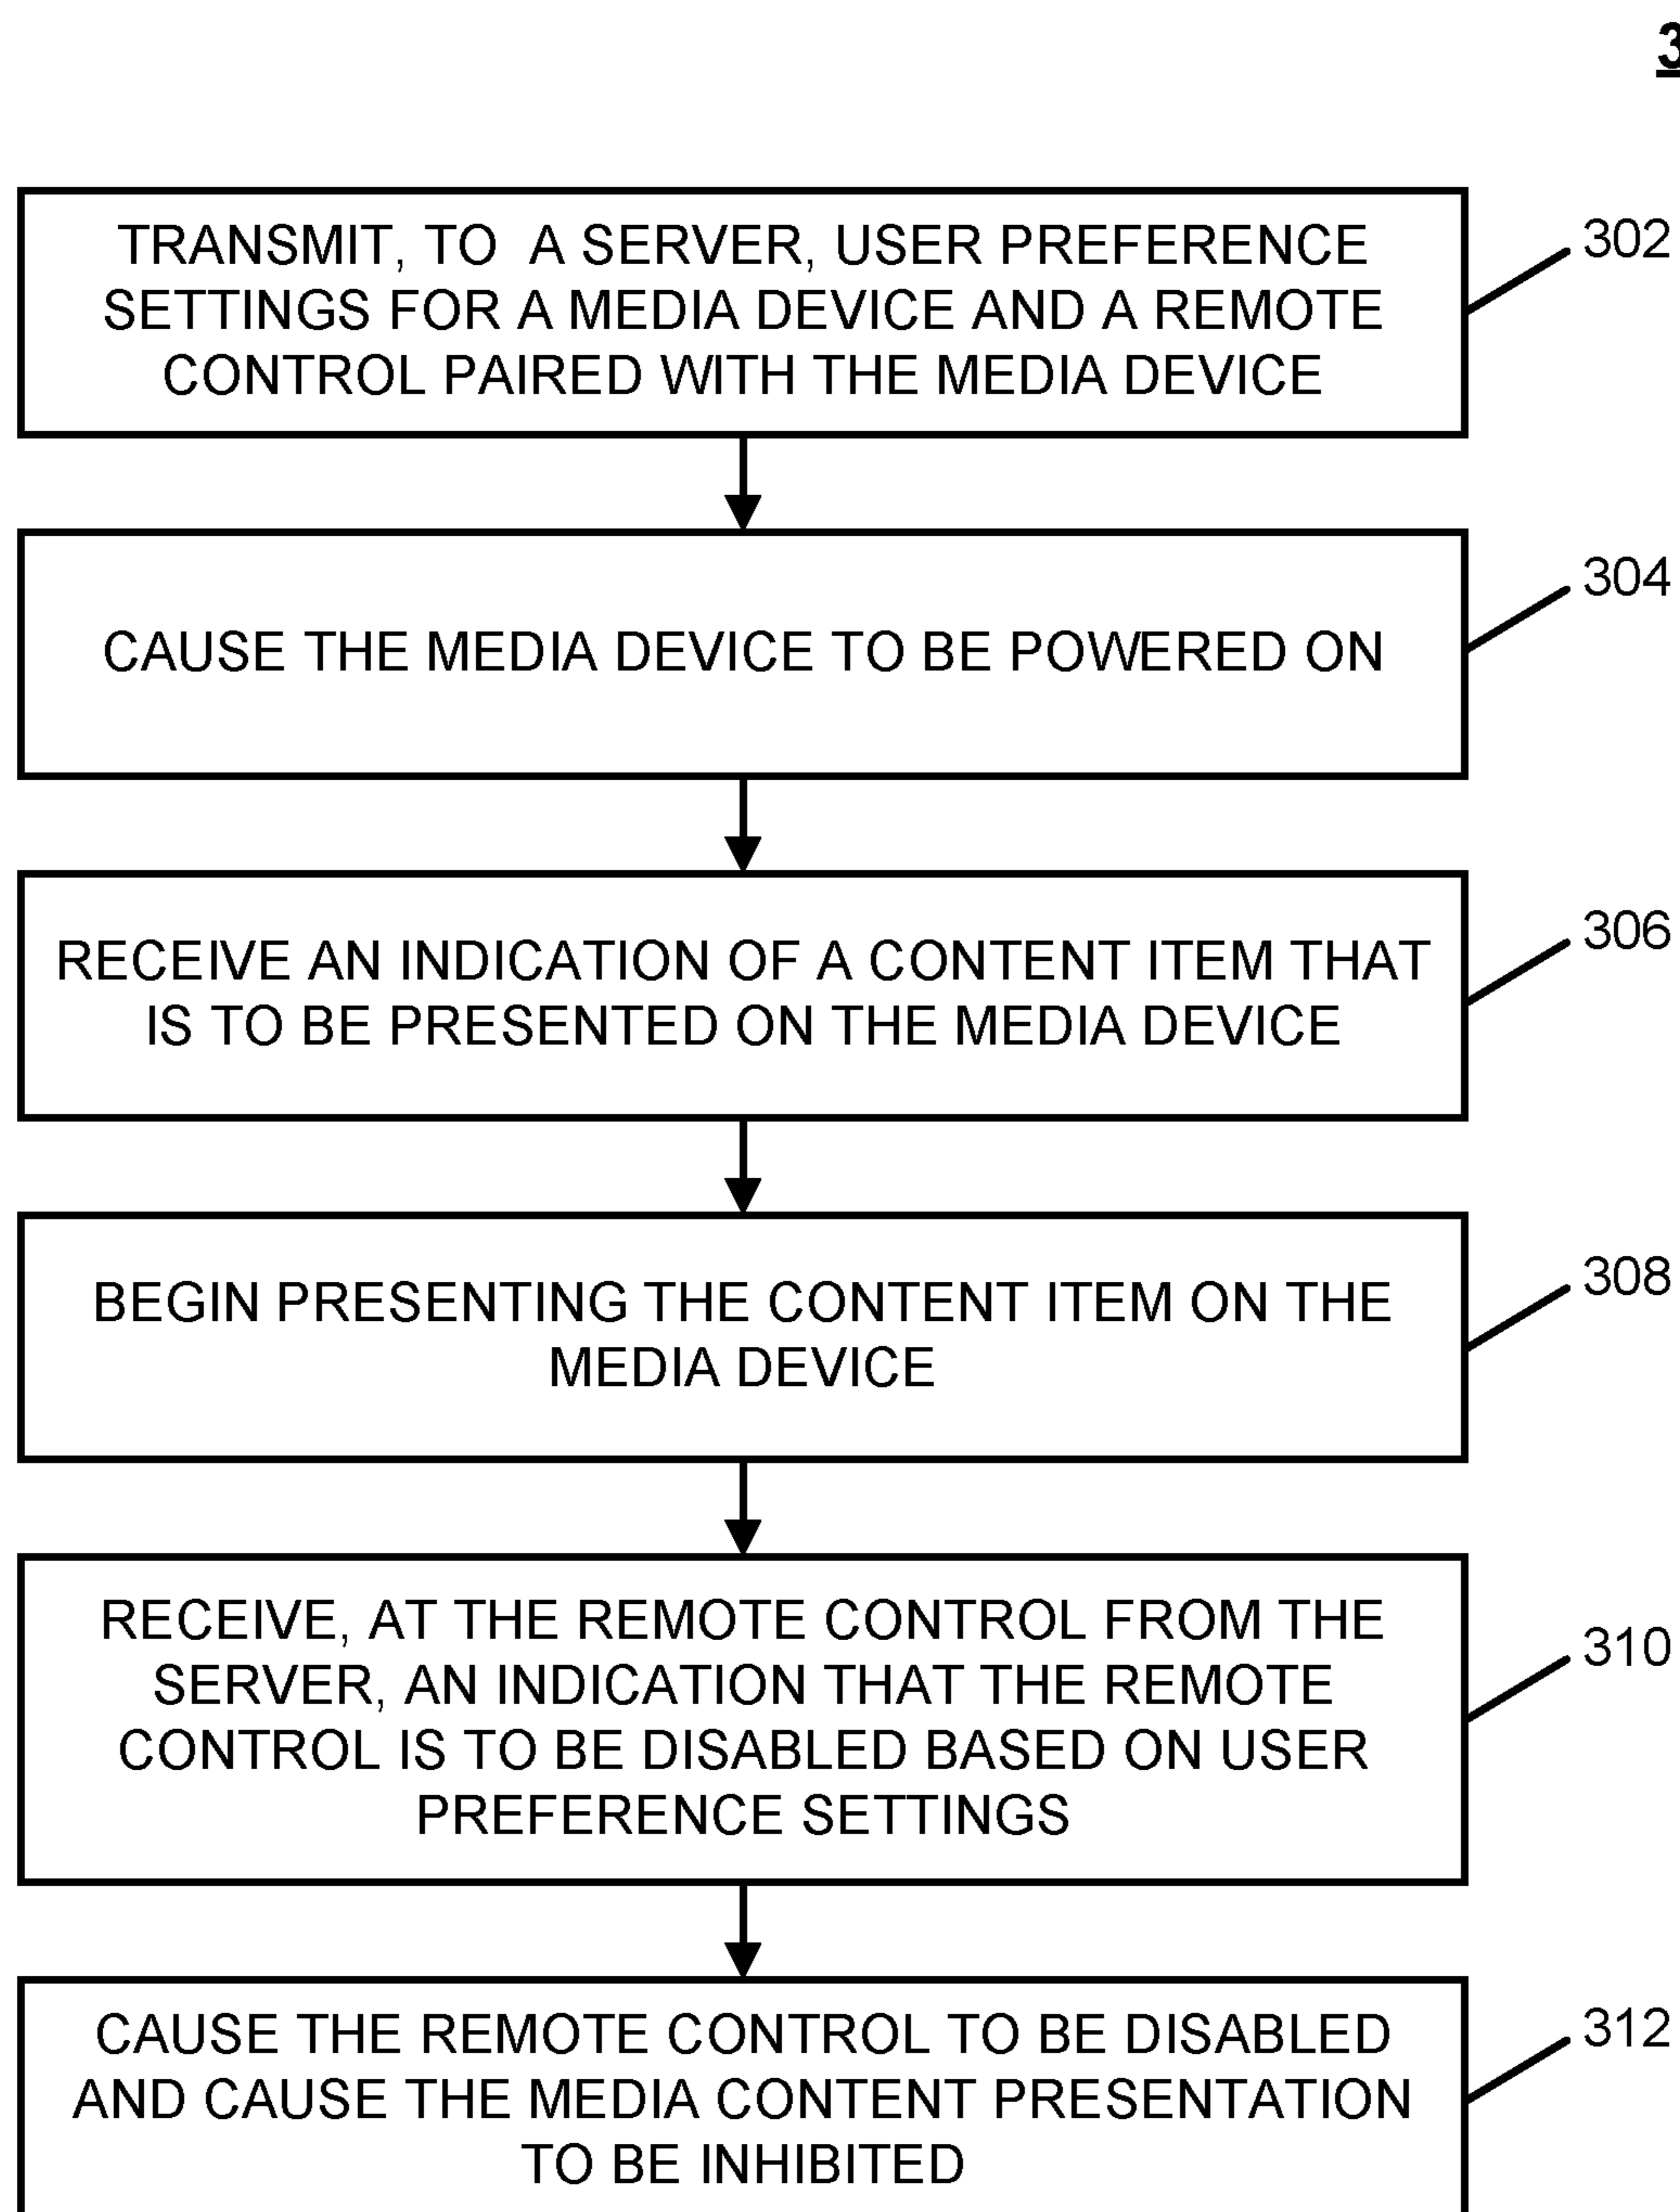 3
TRANSMIT, TO A SERVER, USER PREFERENCE
SETTINGS FOR A MEDIA DEVICE AND A REMOTE
CONTROL PAIRED WITH THE MEDIA DEVICE
302
CAUSE THE MEDIA DEVICE TO BE POWERED ON
304
RECEIVE AN INDICATION OF A CONTENT ITEM THAT
IS TO BE PRESENTED ON THE MEDIA DEVICE
306
BEGIN PRESENTING THE CONTENT ITEM ON THE
MEDIA DEVICE
308
RECEIVE, AT THE REMOTE CONTROL FROM THE
SERVER, AN INDICATION THAT THE REMOTE
CONTROL IS TO BE DISABLED BASED ON USER
PREFERENCE SETTINGS
310
CAUSE THE REMOTE CONTROL TO BE DISABLED
AND CAUSE THE MEDIA CONTENT PRESENTATION
TO BE INHIBITED
312